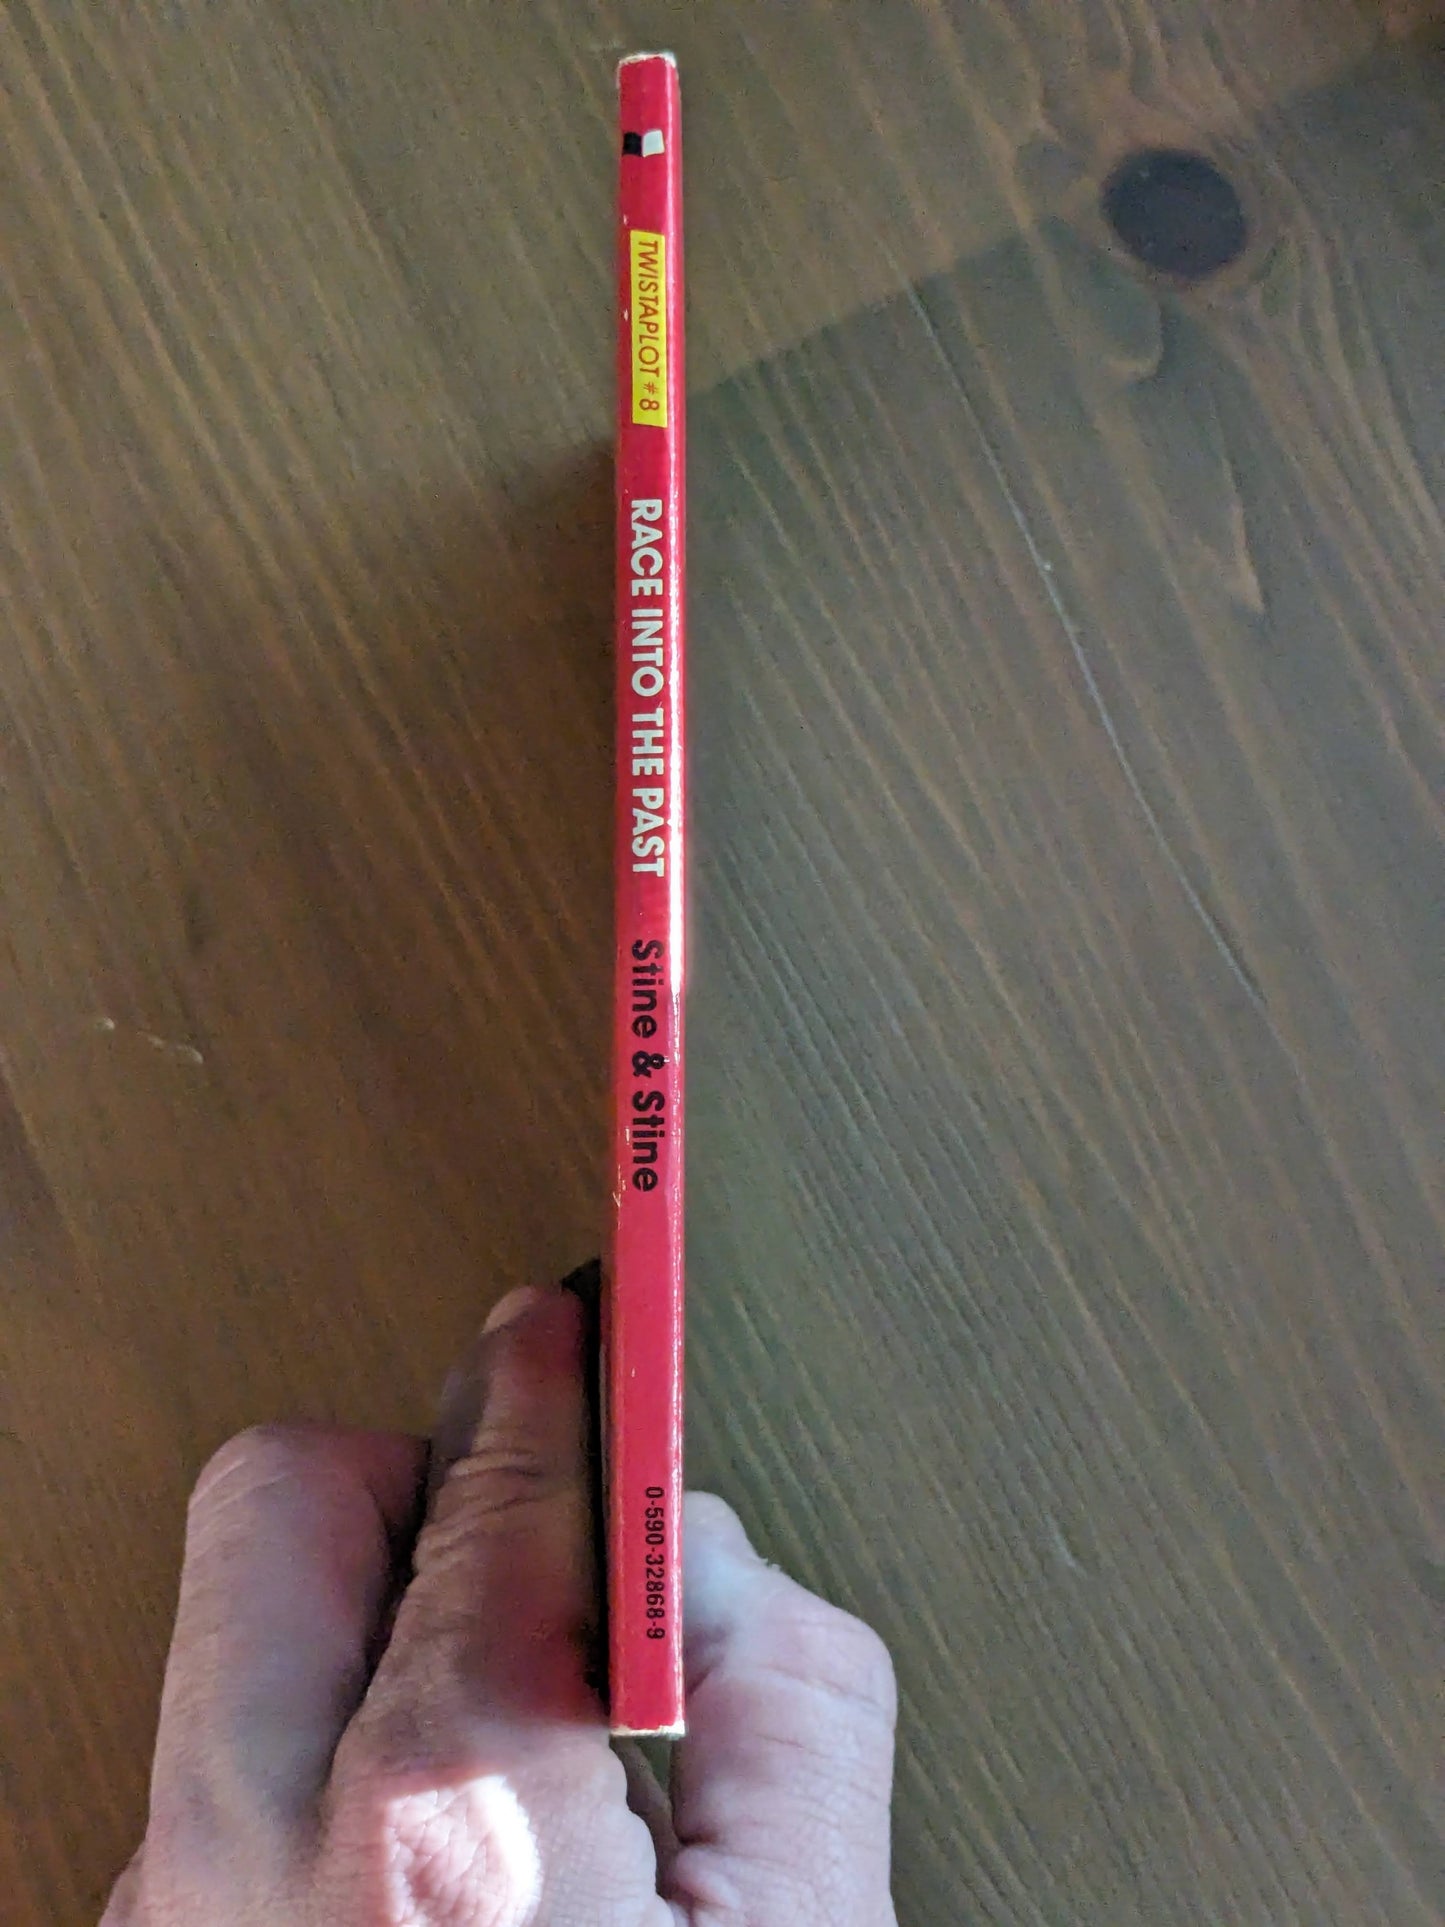 TWISTAPLOT #8
RACE INTO THE PAST
Stine & Stine
0-590-32868-9